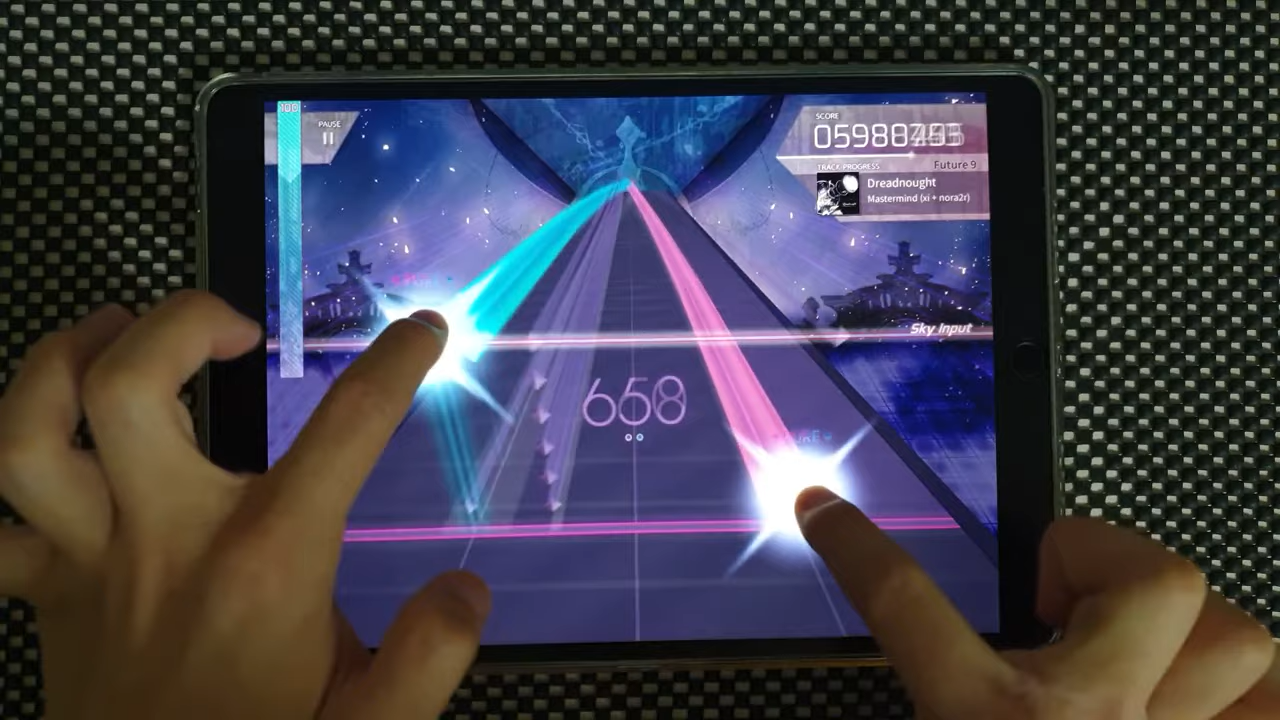 100
PAUSE
SCORE
TRACK PROGRESS
Future 9
Dreadnought
Mastermind (xi + nora2r)
Sky Input
658